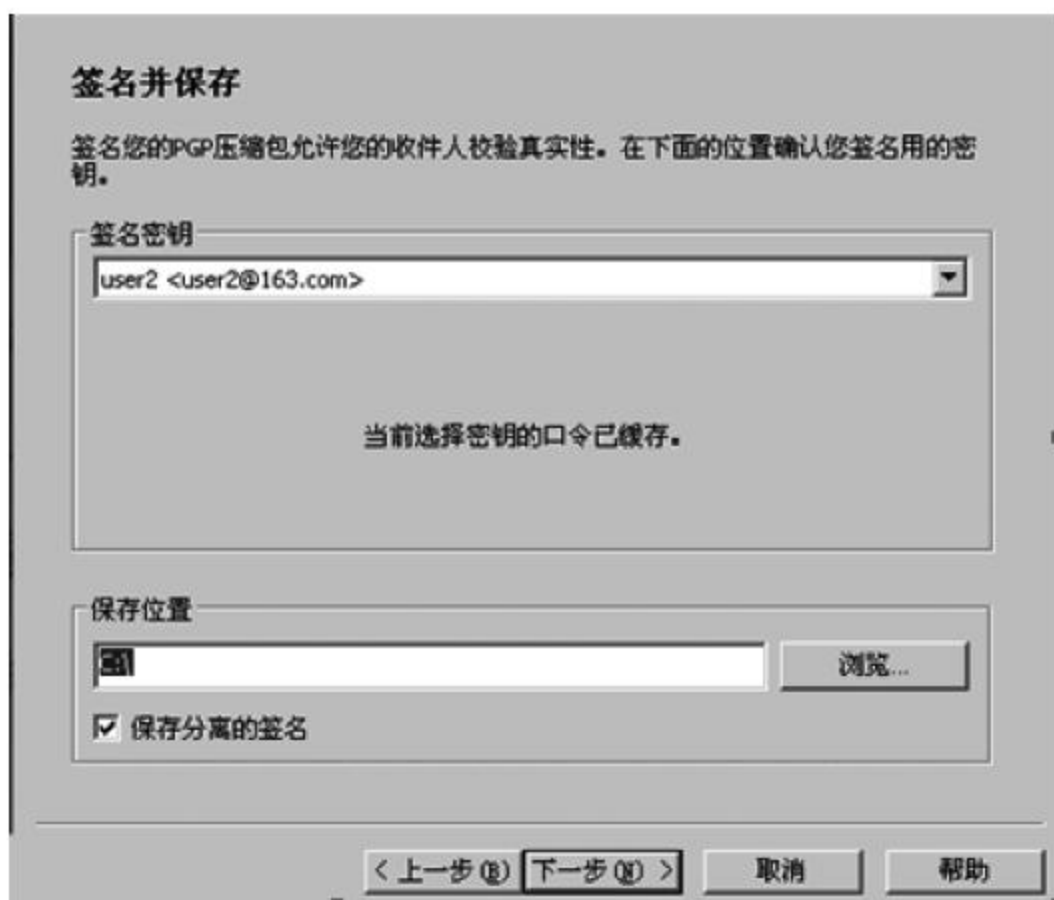 签名并保存
签名您的PGP压缩包允许您的收件人校验真实性。在下面的位置确认您签名用的密
钥。
签名密钥
user2 <user2@163.com>
当前选择密钥的口令已缓存。
保存位置
浏览...
保存分离的签名
< 上一步(B) 下一步(N) > 取消 帮助